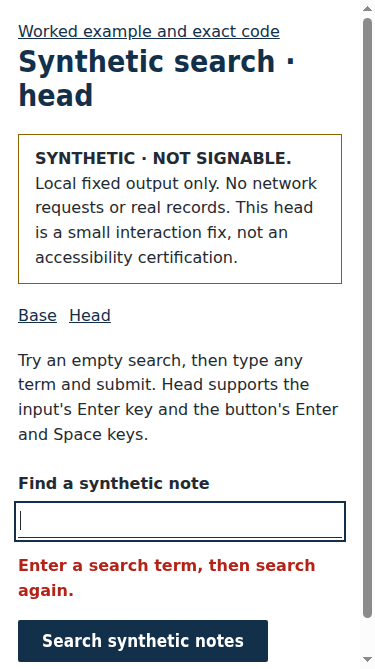 Worked example and exact code
Synthetic search ·
head
SYNTHETIC · NOT SIGNABLE.
Local fixed output only. No network
requests or real records. This head
is a small interaction fix, not an
accessibility certification.
Base Head
Try an empty search, then type any
term and submit. Head supports the
input's Enter key and the button's Enter
and Space keys.
Find a synthetic note
Enter a search term, then search
again.
Search synthetic notes